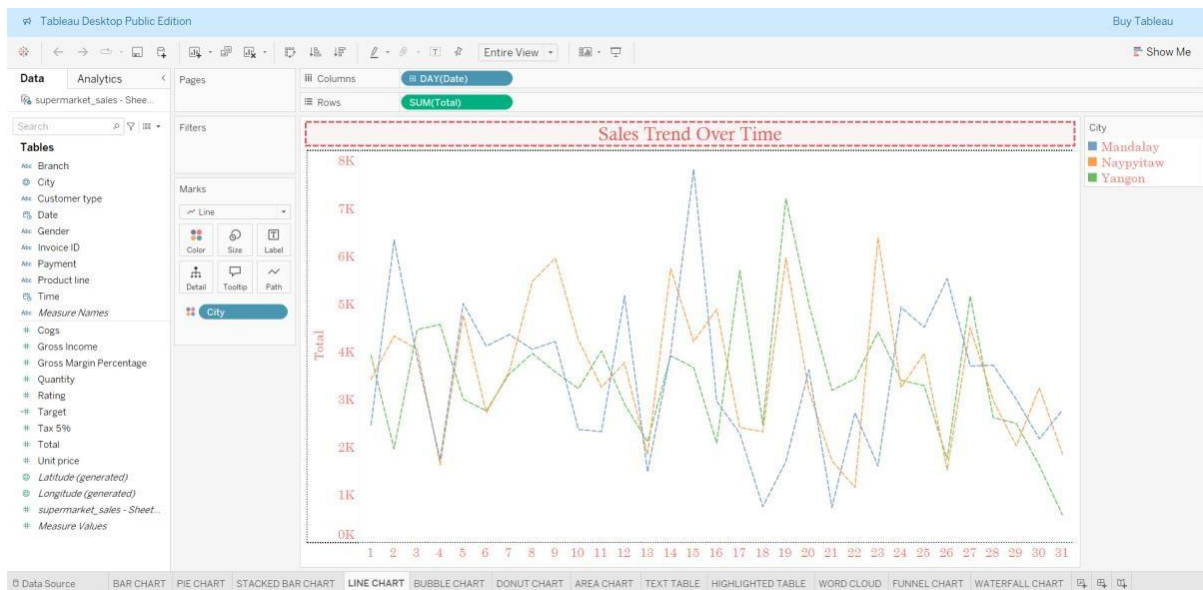 Tableau Desktop Public Edition
Buy Tableau
Entire View
Show Me
Data
Analytics
supermarket_sales - Shee...
Search
Tables
Abc Branch
City
Abc Customer type
Date
Abc Gender
Abc Invoice ID
Abc Payment
Abc Product line
Time
Abc Measure Names
# Cogs
# Gross Income
# Gross Margin Percentage
# Quantity
# Rating
# Target
# Tax 5%
# Total
# Unit price
Latitude (generated)
Longitude (generated)
# supermarket_sales - Sheet...
# Measure Values
Pages
Filters
Marks
Line
Color
Size
Label
Detail
Tooltip
Path
City
Columns
DAY(Date)
Rows
SUM(Total)
Sales Trend Over Time
Total
8K
7K
6K
5K
4K
3K
2K
1K
0K
1 2 3 4 5 6 7 8 9 10 11 12 13 14 15 16 17 18 19 20 21 22 23 24 25 26 27 28 29 30 31
City
Mandalay
Naypyitaw
Yangon
Data Source
BAR CHART
PIE CHART
STACKED BAR CHART
LINE CHART
BUBBLE CHART
DONUT CHART
AREA CHART
TEXT TABLE
HIGHLIGHTED TABLE
WORD CLOUD
FUNNEL CHART
WATERFALL CHART